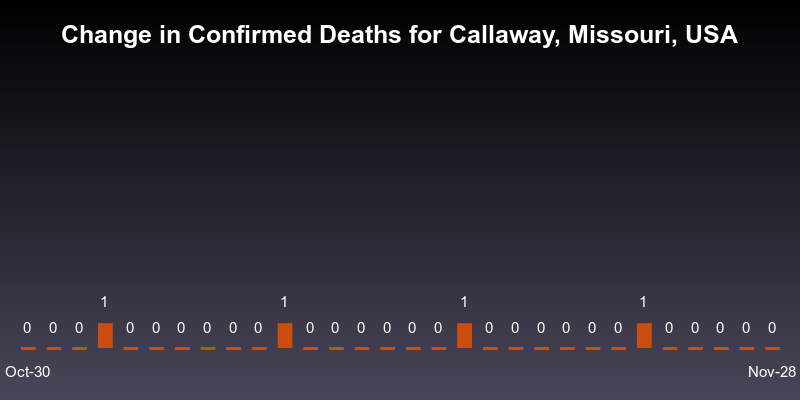 Change in Confirmed Deaths for Callaway, Missouri, USA
1 1 1 1
0 0 0 0 0 0 0 0 0 0 0 0 0 0 0 0 0 0 0 0 0 0 0 0 0 0
Oct-30 Nov-28